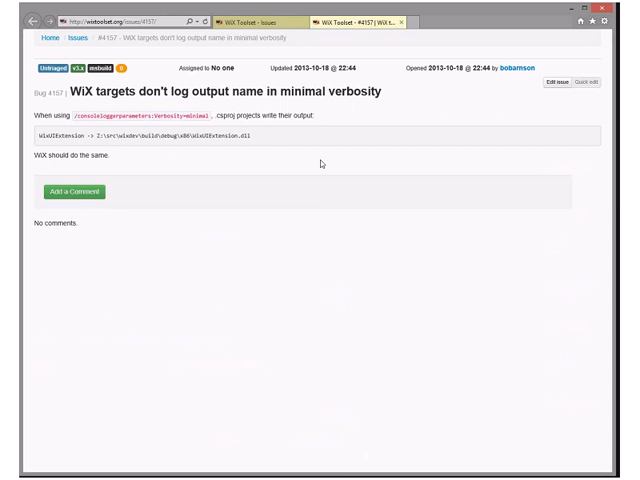 http://wixtoolset.org/issues/4157/
WiX Toolset - Issues
WiX Toolset - #4157 | WiX t...
Home / Issues / #4157 - WiX targets don't log output name in minimal verbosity
Untriaged v3.x msbuild 0 Assigned to No one Updated 2013-10-18 @ 22:44 Opened 2013-10-18 @ 22:44 by bobarnson
Edit issue Quick edit
Bug 4157 | WiX targets don't log output name in minimal verbosity
When using /consoleloggerparameters:Verbosity=minimal, .csproj projects write their output:
WixUIExtension -> Z:\src\wixdev\build\debug\x86\WixUIExtension.dll
WiX should do the same.
Add a Comment
No comments.